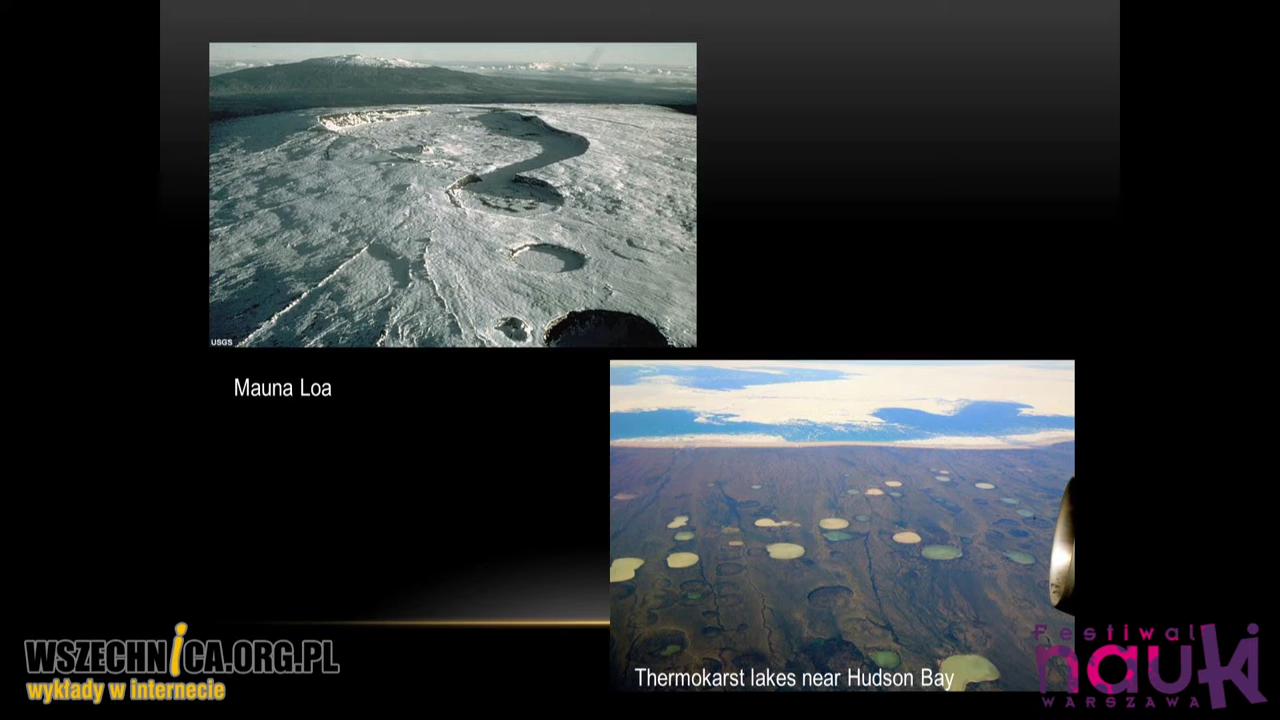 USGS
Mauna Loa
Thermokarst lakes near Hudson Bay
WSZECHNiCA.ORG.PL
wykłady w internecie
Festiwal
nauki
WARSZAWA